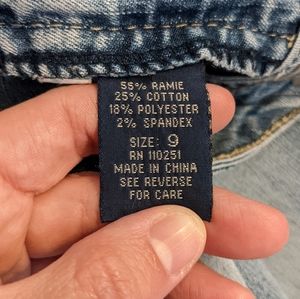 55% RAMIE
25% COTTON
18% POLYESTER
2% SPANDEX
SIZE: 9
RN 110251
MADE IN CHINA
SEE REVERSE
FOR CARE